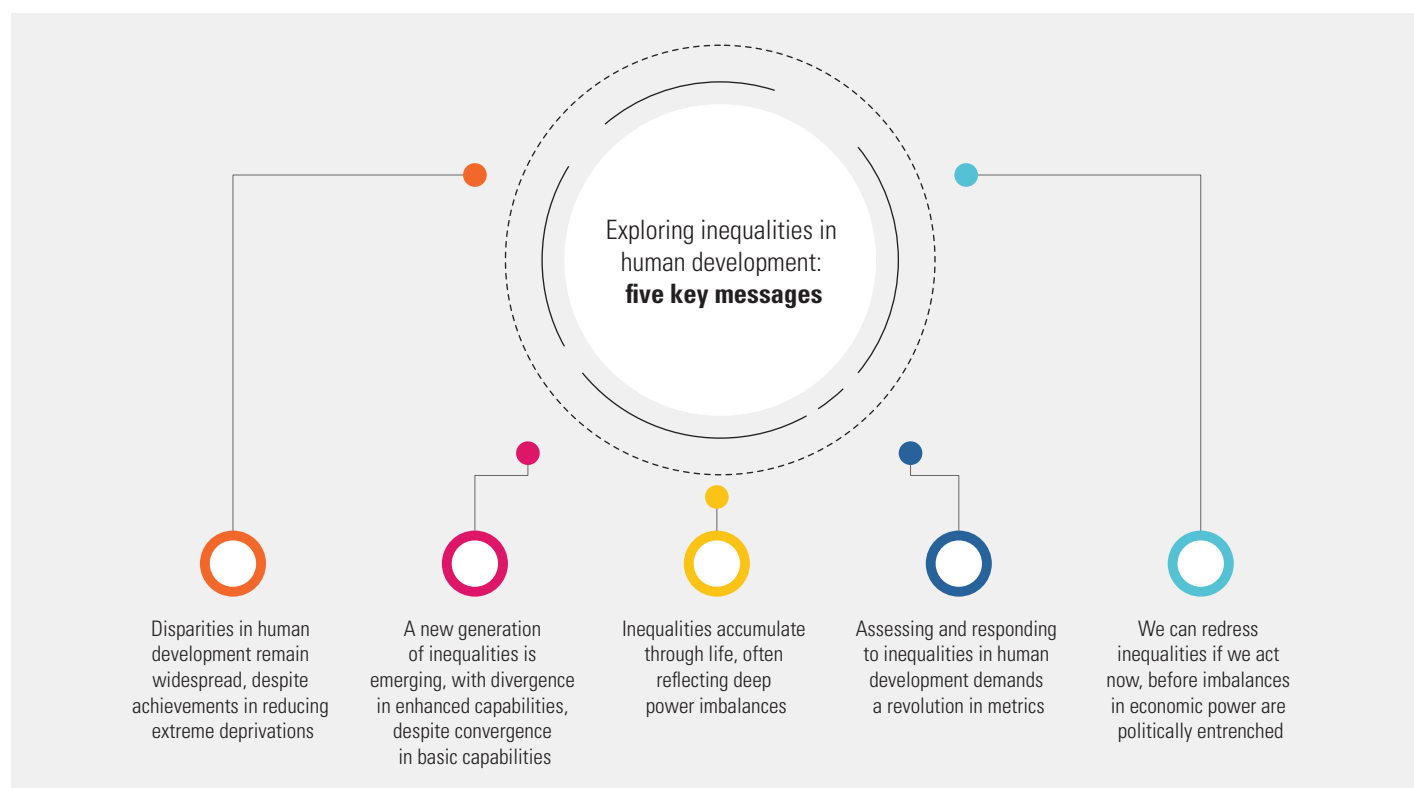 Exploring inequalities in
human development:
five key messages
Disparities in human
development remain
widespread, despite
achievements in reducing
extreme deprivations
A new generation
of inequalities is
emerging, with divergence
in enhanced capabilities,
despite convergence
in basic capabilities
Inequalities accumulate
through life, often
reflecting deep
power imbalances
Assessing and responding
to inequalities in human
development demands
a revolution in metrics
We can redress
inequalities if we act
now, before imbalances
in economic power are
politically entrenched